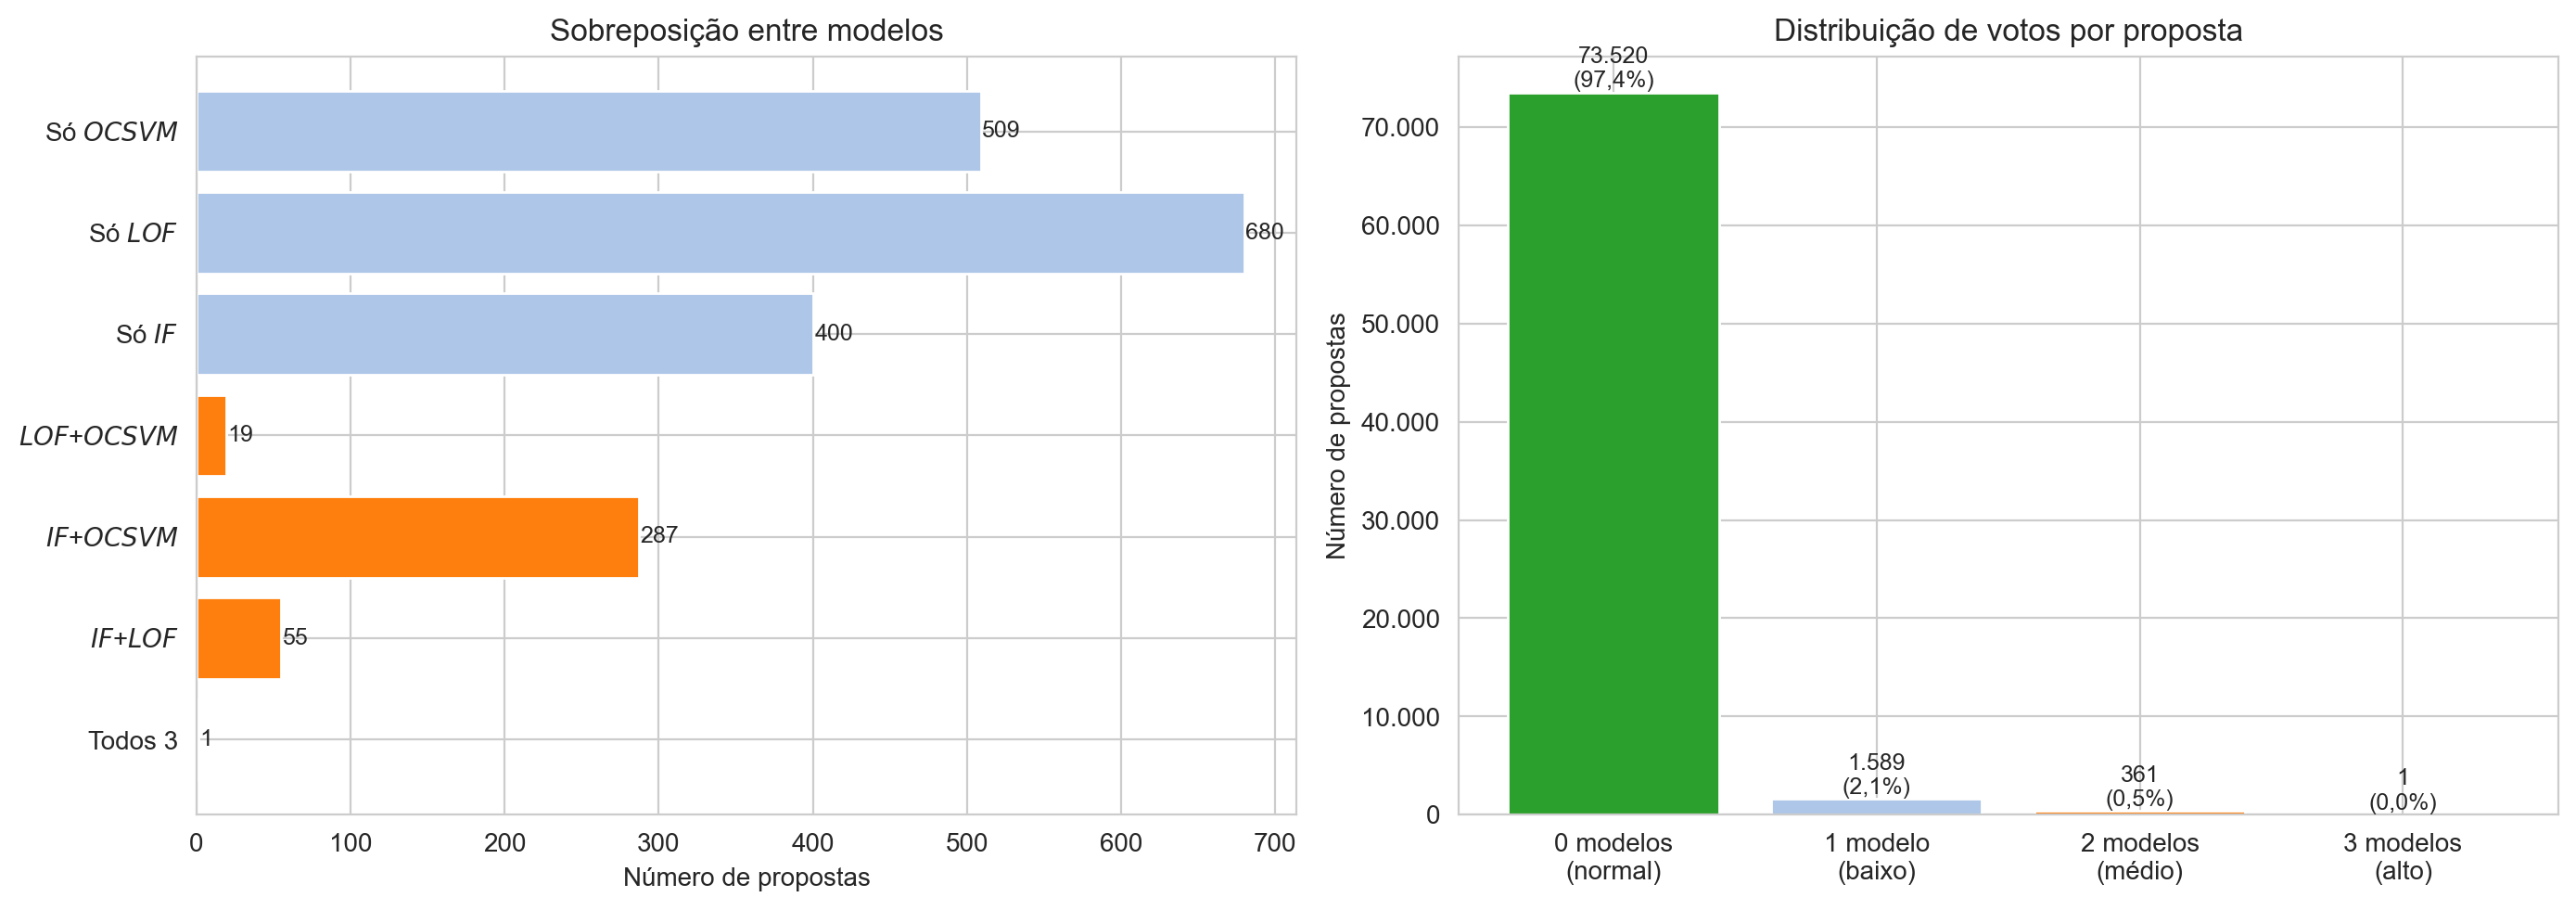 Sobreposição entre modelos
Só OCSVM
509
Só LOF
680
Só IF
400
LOF+OCSVM
19
IF+OCSVM
287
IF+LOF
55
Todos 3
1
0 100 200 300 400 500 600 700
Número de propostas
Distribuição de votos por proposta
Número de propostas
70.000
60.000
50.000
40.000
30.000
20.000
10.000
0
73.520
(97,4%)
1.589
(2,1%)
361
(0,5%)
1
(0,0%)
0 modelos
(normal)
1 modelo
(baixo)
2 modelos
(médio)
3 modelos
(alto)